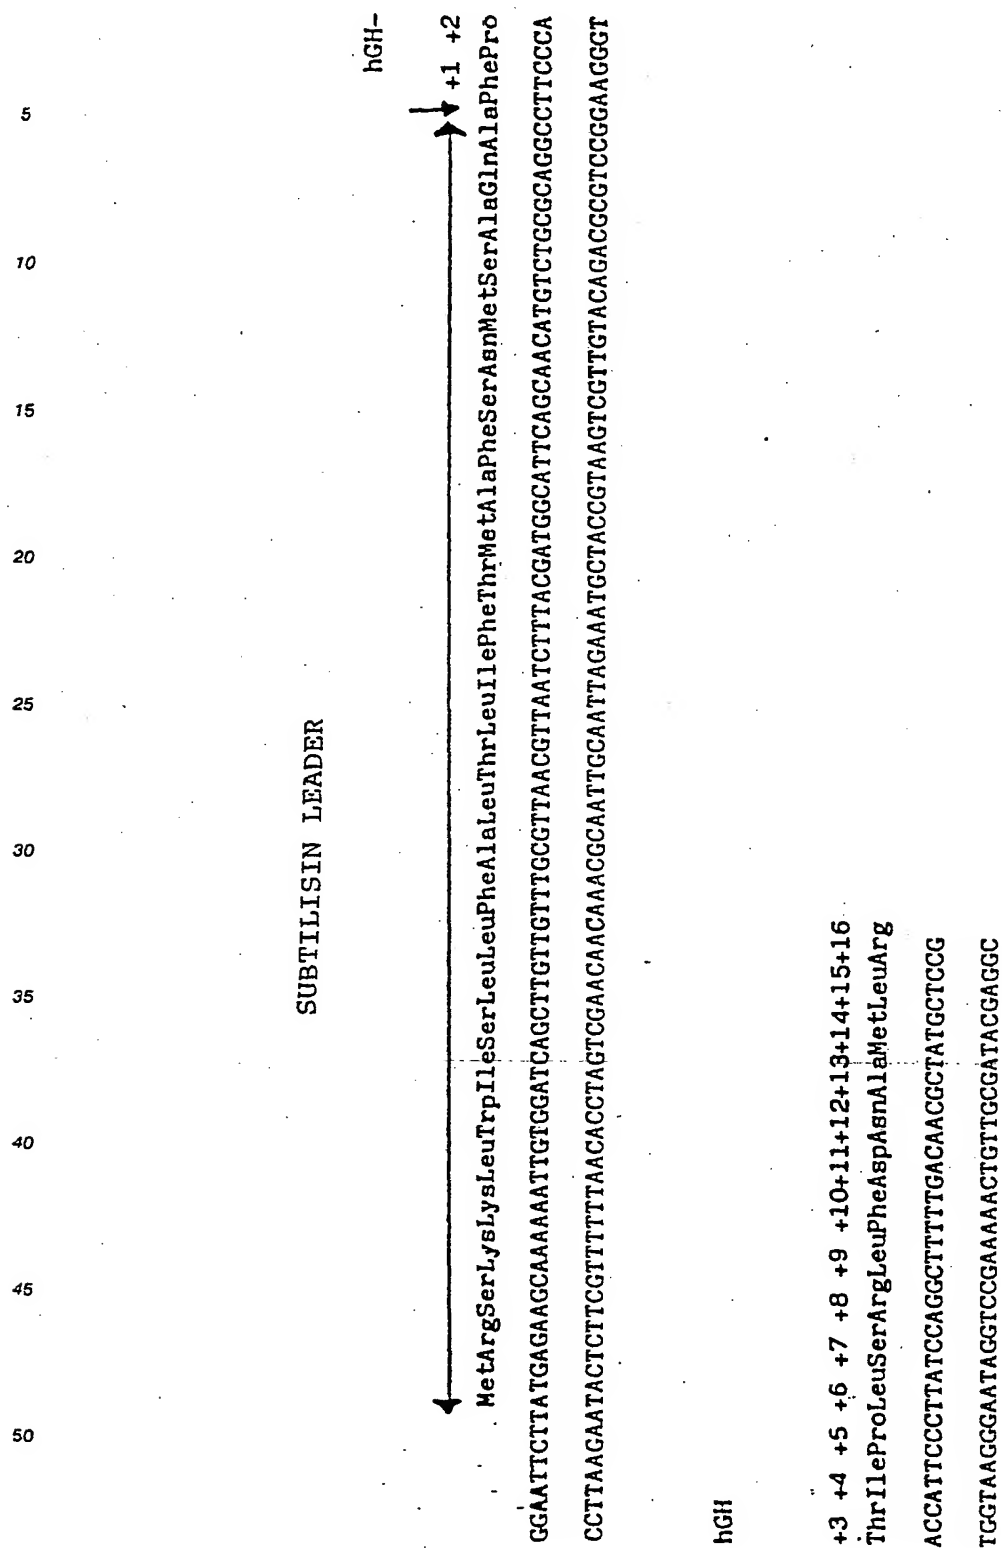 5
10
15
20
25
30
35
40
45
50
SUBTILISIN LEADER
hGH-
+1 +2
MetArgSerLysLysLeuTrpIleSerLeuLeuPheAlaLeuThrLeuIlePheThrMetAlaPheSerAsnMetSerAlaGlnAlaPhePro
GGAATTCTTATGAGAAGCAAAAAATTGTGGATCAGCTTGTTGTTTGCGTTAACGTTAATCTTTACGATGGCATTCAGCAACATGTCTGCGCAGGCCTTCCCA
CCTTAAGAATACTCTTCGTTTTTTAACACCTAGTCGAACAACAAACGCAATTGCAATTAGAAATGCTACCGTAAGTCGTTGTACAGACGCGTCCGGAAGGGT
hGH
+3 +4 +5 +6 +7 +8 +9 +10+11+12+13+14+15+16
ThrIleProLeuSerArgLeuPheAspAsnAlaMetLeuArg
ACCATTCCCTTATCCAGGCTTTTTGACAACGCTATGCTCCG
TGGTAAGGGAATAGGTCCGAAAAACTGTTGCGATACGAGGC